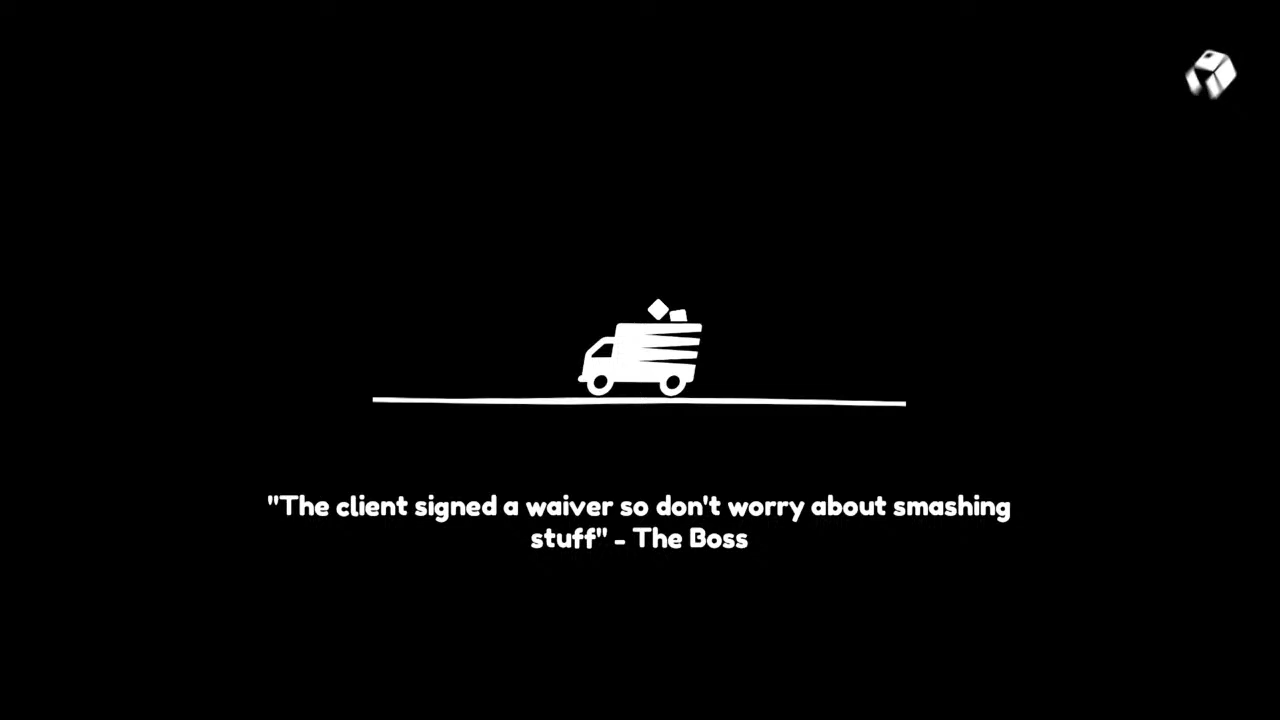 "The client signed a waiver so don't worry about smashing
stuff" - The Boss